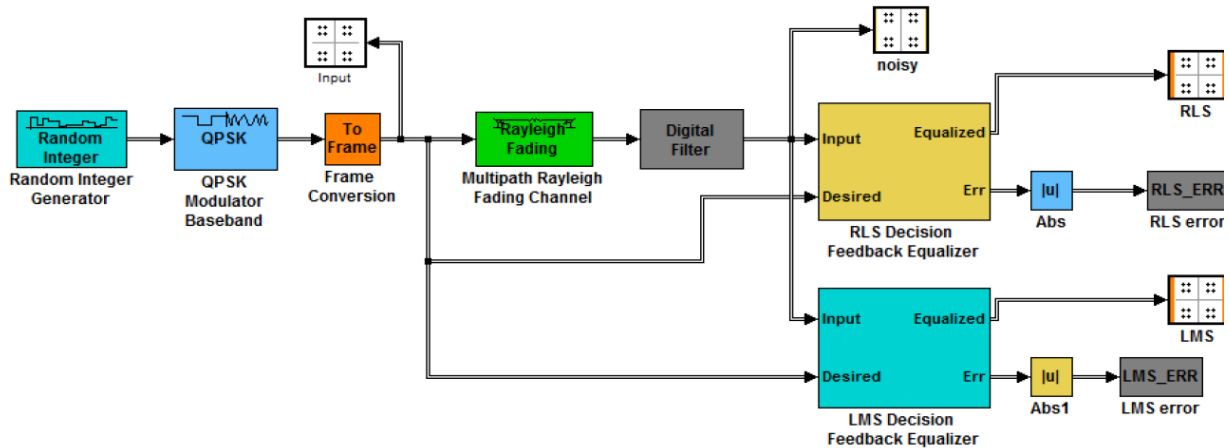 Input
noisy
RLS
Random
Integer
Random Integer
Generator
QPSK
QPSK
Modulator
Baseband
To
Frame
Frame
Conversion
Rayleigh
Fading
Multipath Rayleigh
Fading Channel
Digital
Filter
Input
Equalized
Desired
Err
RLS Decision
Feedback Equalizer
|u|
Abs
RLS_ERR
RLS error
Input
Equalized
Desired
Err
LMS Decision
Feedback Equalizer
LMS
|u|
Abs1
LMS_ERR
LMS error